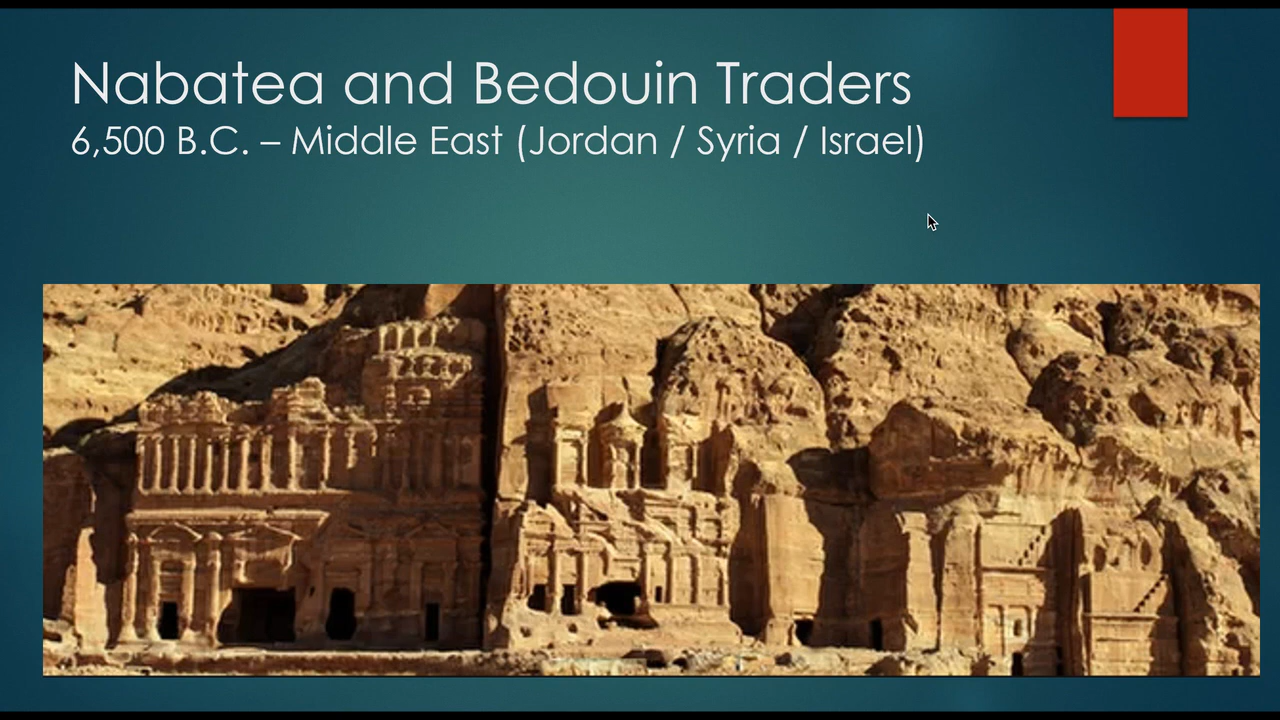 Nabatea and Bedouin Traders
6,500 B.C. – Middle East (Jordan / Syria / Israel)